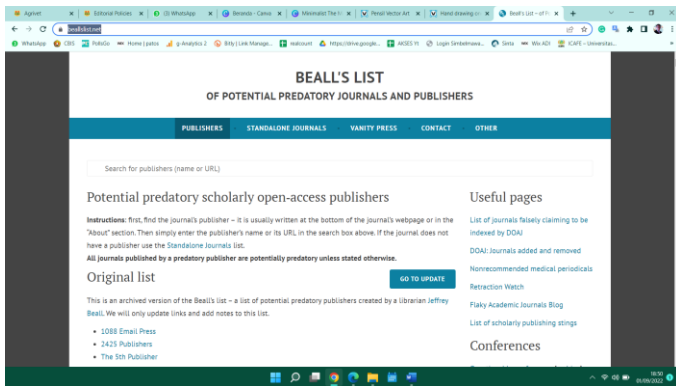 Agrivet
Editorial Policies
(3) WhatsApp
Beranda - Canva
Minimalist The
Pencil Vector Art
Hand drawing
Beall's List – of P
beallslist.net
WhatsApp
CBIS
PoltoGo
Home | patos
g-Analytics 2
Bitly | Link Manage...
realcount
https://drive.google...
AKSES YI
Login Simbelmawa...
Sinta
Wix ADI
iCAFE – Universitas...
BEALL'S LIST
OF POTENTIAL PREDATORY JOURNALS AND PUBLISHERS
PUBLISHERS
STANDALONE JOURNALS
VANITY PRESS
CONTACT
OTHER
Search for publishers (name or URL)
Potential predatory scholarly open-access publishers
Instructions: first, find the journal's publisher – it is usually written at the bottom of the journal's webpage or in the
"About" section. Then simply enter the publisher's name or its URL in the search box above. If the journal does not
have a publisher use the Standalone Journals list.
All journals published by a predatory publisher are potentially predatory unless stated otherwise.
Original list
GO TO UPDATE
This is an archived version of the Beall's list – a list of potential predatory publishers created by a librarian Jeffrey
Beall. We will only update links and add notes to this list.
• 1088 Email Press
• 2425 Publishers
• The 5th Publisher
Useful pages
List of journals falsely claiming to be
indexed by DOAJ
DOAJ: Journals added and removed
Nonrecommended medical periodicals
Retraction Watch
Flaky Academic Journals Blog
List of scholarly publishing stings
Conferences
18:50
01/09/2022